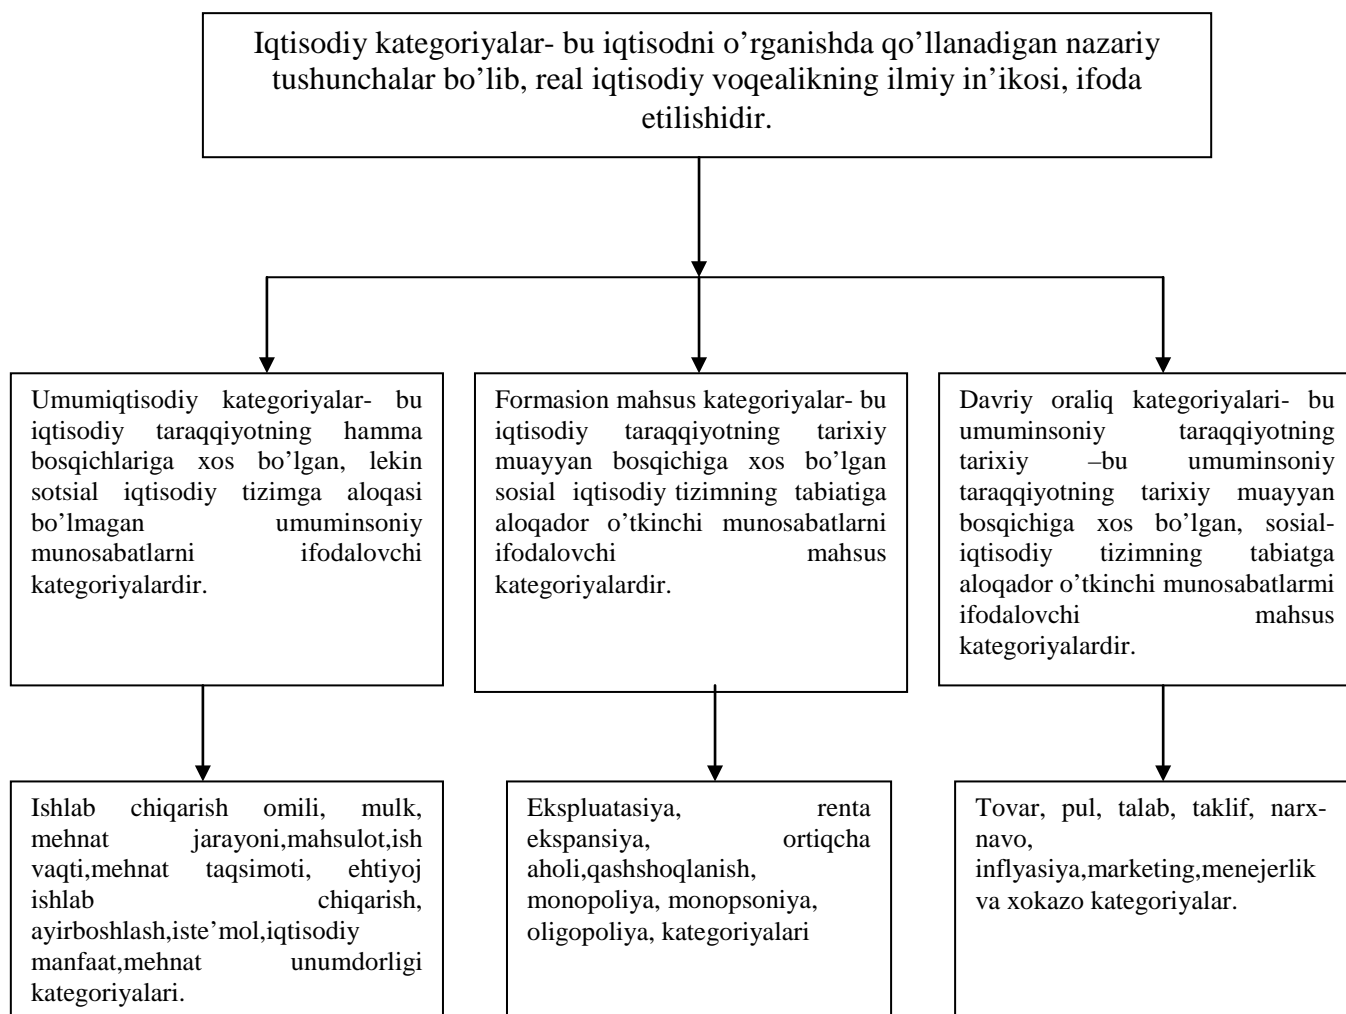 Iqtisodiy kategoriyalar- bu iqtisodni o’rganishda qo’llanadigan nazariy
tushunchalar bo’lib, real iqtisodiy voqealikning ilmiy in’ikosi, ifoda
etilishidir.
Umumiqtisodiy kategoriyalar- bu
iqtisodiy taraqqiyotning hamma
bosqichlariga xos bo’lgan, lekin
sotsial iqtisodiy tizimga aloqasi
bo’lmagan umuminsoniy
munosabatlarni ifodalovchi
kategoriyalardir.
Formasion mahsus kategoriyalar- bu
iqtisodiy taraqqiyotning tarixiy
muayyan bosqichiga xos bo’lgan
sosial iqtisodiy tizimning tabiatiga
aloqador o’tkinchi munosabatlarni
ifodalovchi mahsus
kategoriyalardir.
Davriy oraliq kategoriyalari- bu
umuminsoniy taraqqiyotning
tarixiy –bu umuminsoniy
taraqqiyotning tarixiy muayyan
bosqichiga xos bo’lgan, sosial-
iqtisodiy tizimning tabiatga
aloqador o’tkinchi munosabatlarmi
ifodalovchi mahsus
kategoriyalardir.
Ishlab chiqarish omili, mulk,
mehnat jarayoni,mahsulot,ish
vaqti,mehnat taqsimoti, ehtiyoj
ishlab chiqarish,
ayirboshlash,iste’mol,iqtisodiy
manfaat,mehnat unumdorligi
kategoriyalari.
Ekspluatasiya, renta
ekspansiya, ortiqcha
aholi,qashshoqlanish,
monopoliya, monopsoniya,
oligopoliya, kategoriyalari
Tovar, pul, talab, taklif, narx-
navo,
inflyasiya,marketing,menejerlik
va xokazo kategoriyalar.